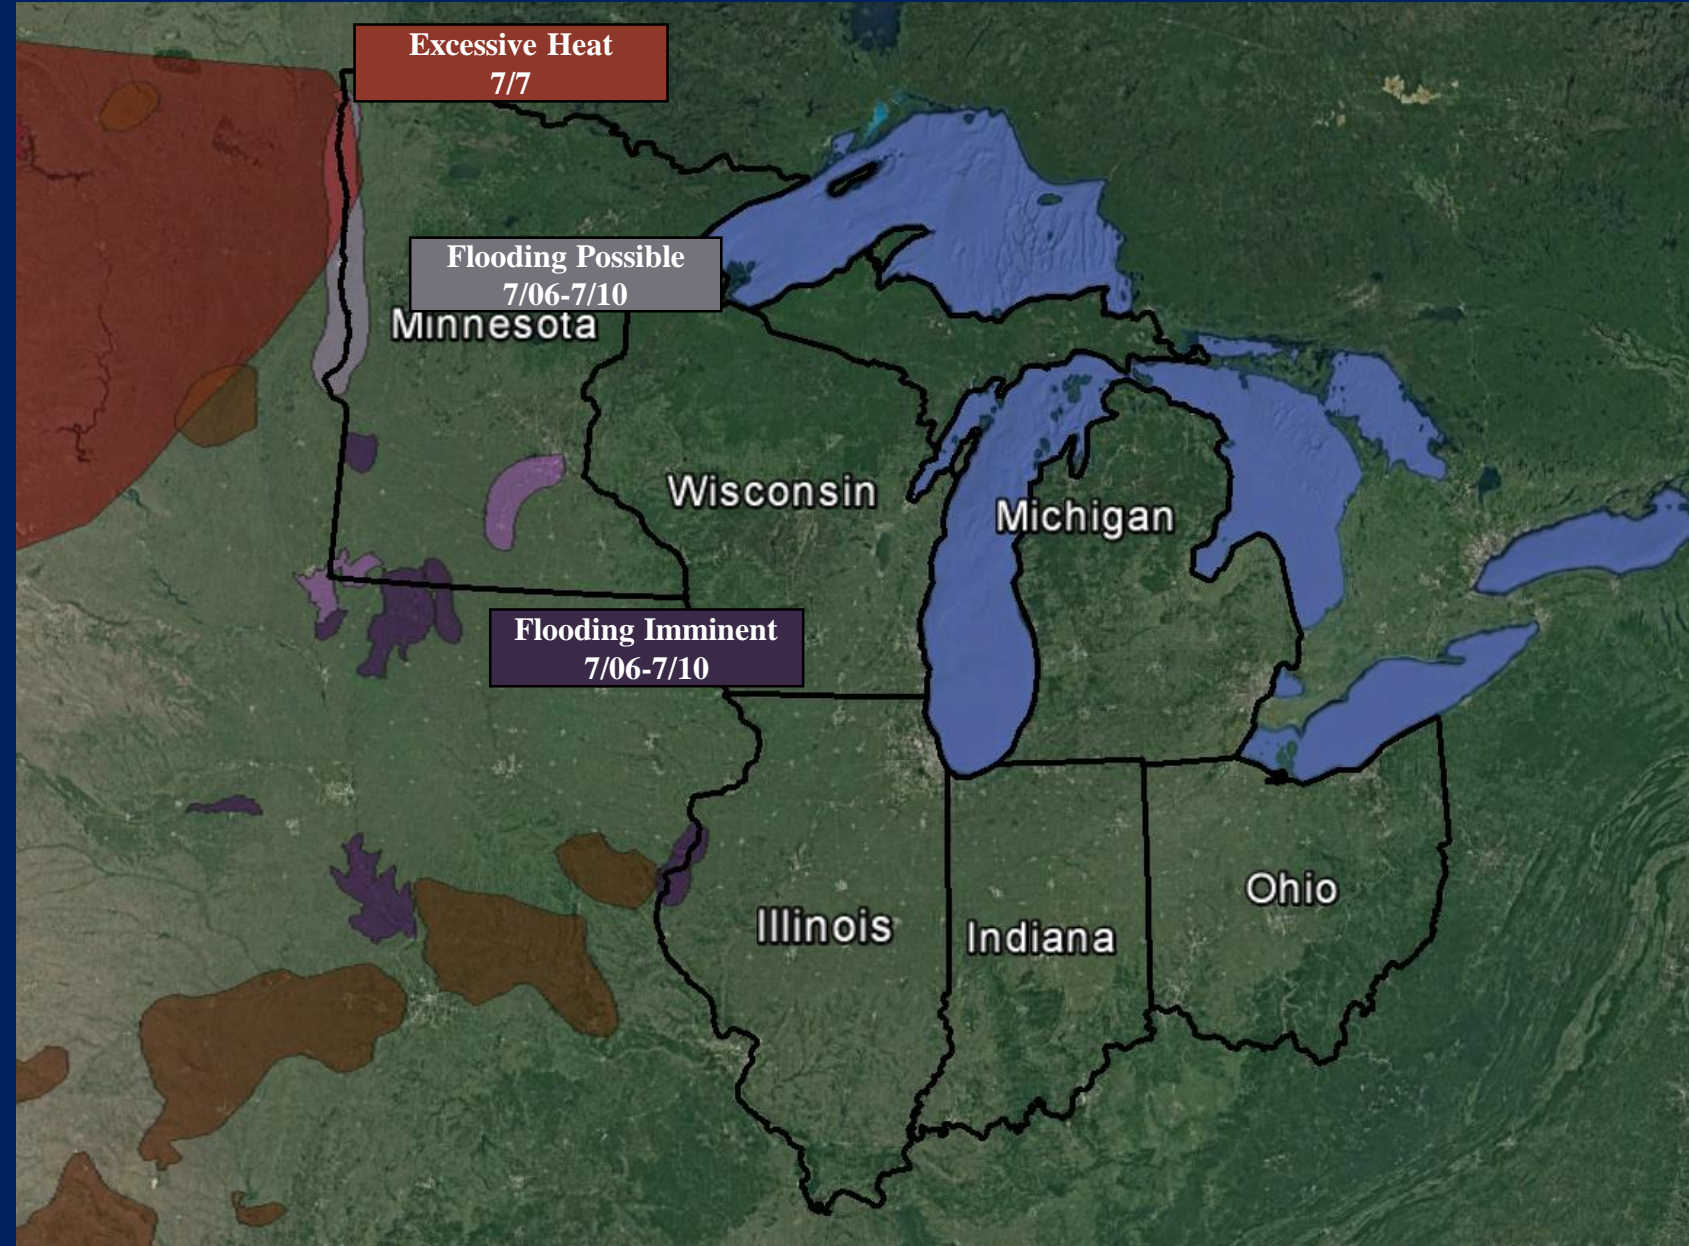 Excessive Heat
7/7
Flooding Possible
7/06-7/10
Minnesota
Wisconsin
Michigan
Flooding Imminent
7/06-7/10
Illinois
Indiana
Ohio